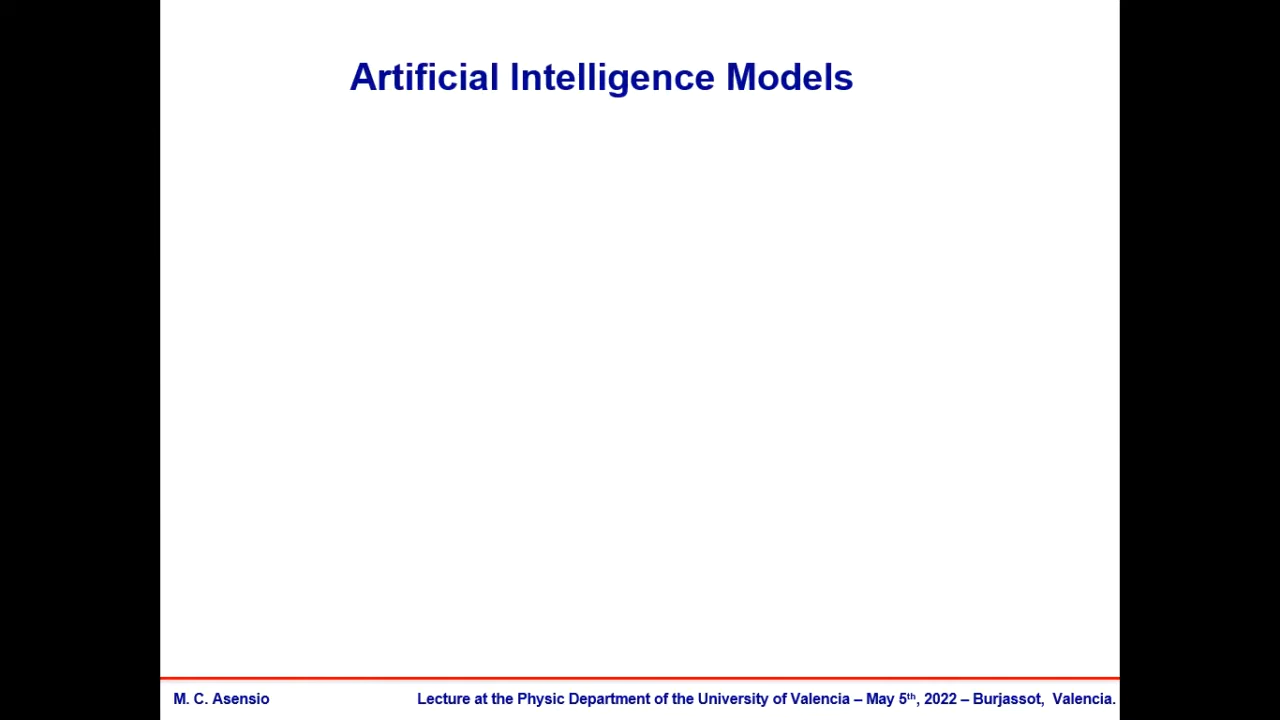 Artificial Intelligence Models
M. C. Asensio
Lecture at the Physic Department of the University of Valencia – May 5th, 2022 – Burjassot, Valencia.